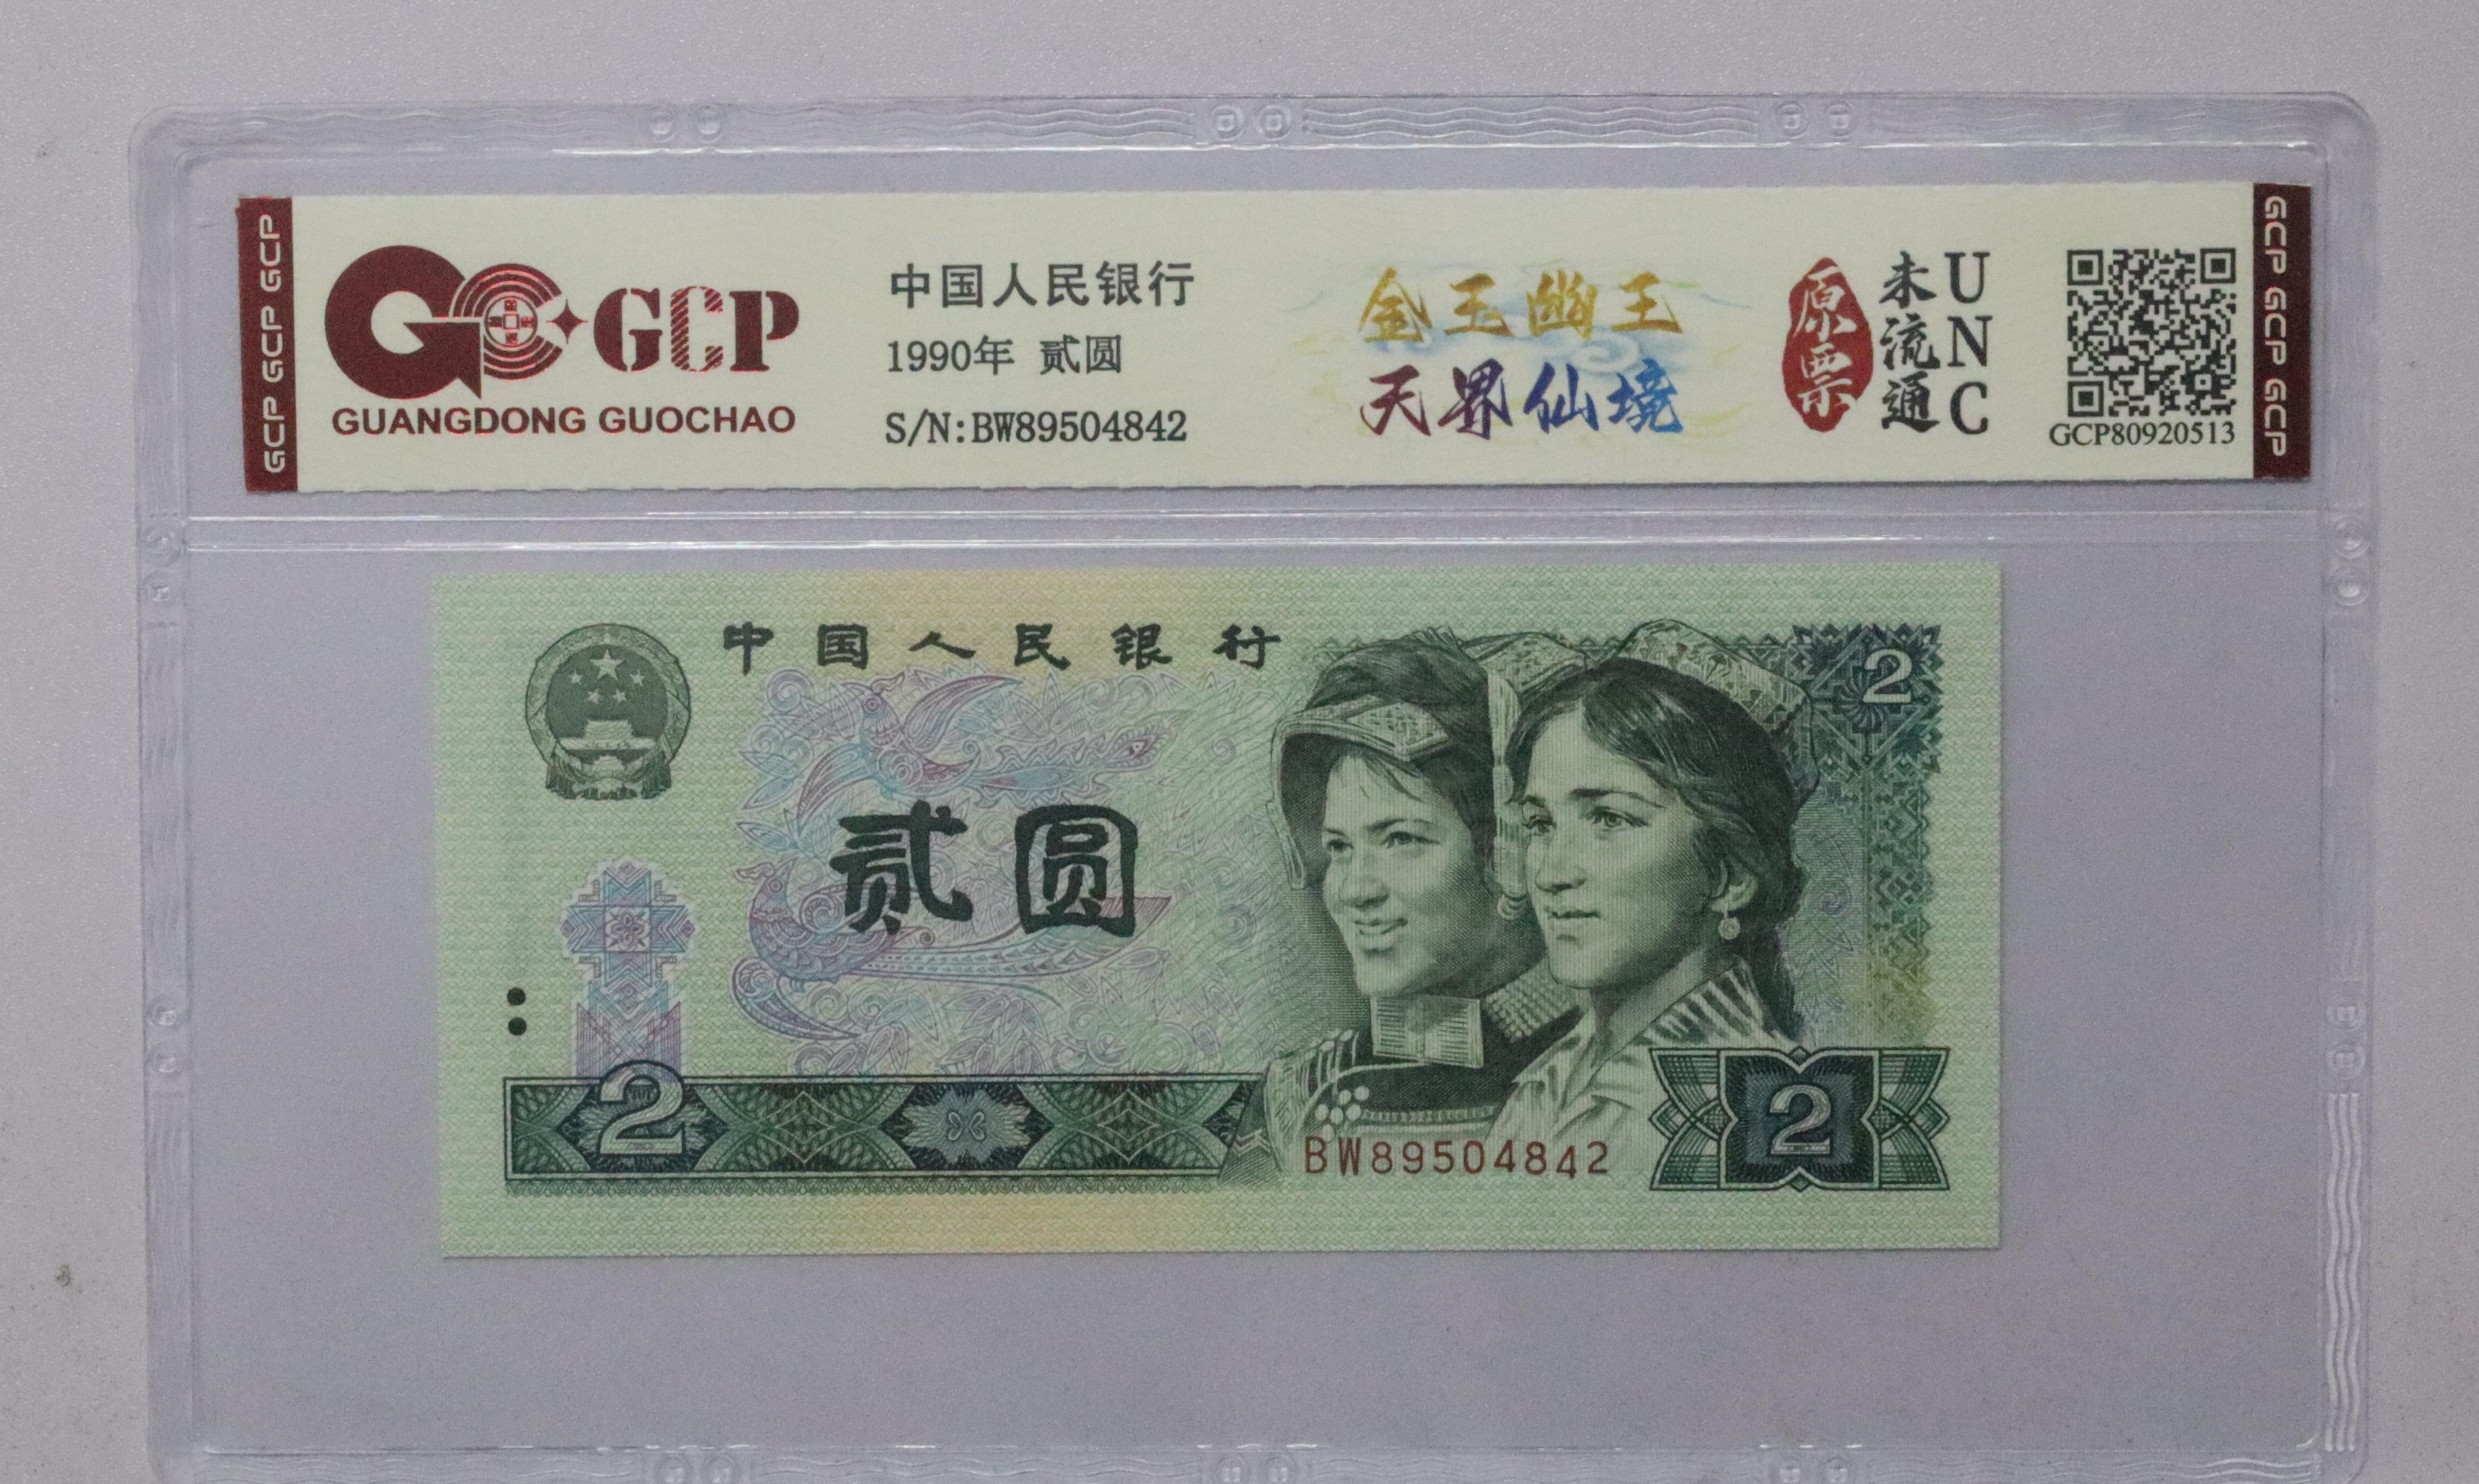 GCP GCP GCP
GCP
GUANGDONG GUOCHAO
中国人民银行
1990年 贰圆
S/N:BW89504842
金玉幽王
天界仙境
原票
未流通
UNC
GCP80920513
GCP GCP GCP
中国人民银行
2
贰圆
2
BW89504842
2